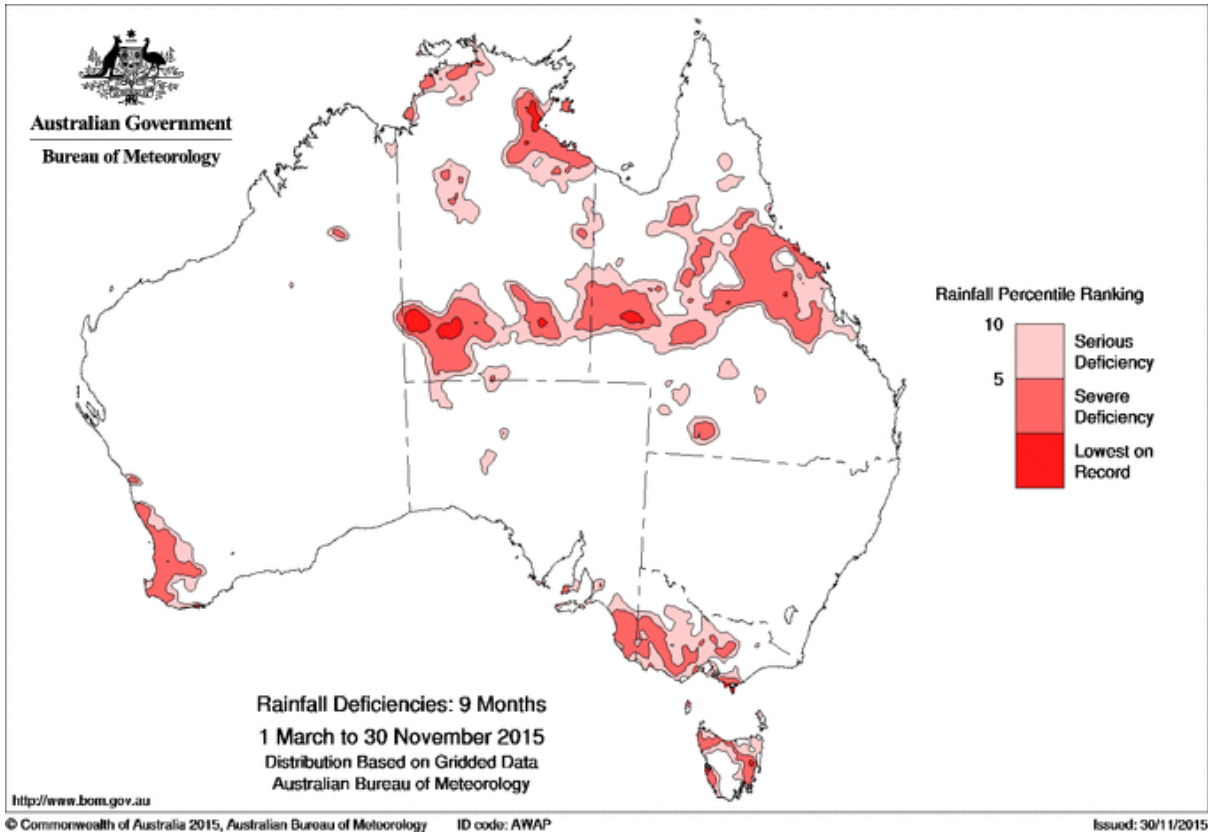 Australian Government
Bureau of Meteorology
Rainfall Percentile Ranking
10
Serious
Deficiency
5
Severe
Deficiency
Lowest on
Record
Rainfall Deficiencies: 9 Months
1 March to 30 November 2015
Distribution Based on Gridded Data
Australian Bureau of Meteorology
http://www.bom.gov.au
© Commonwealth of Australia 2015, Australian Bureau of Meteorology ID code: AWAP Issued: 30/11/2015